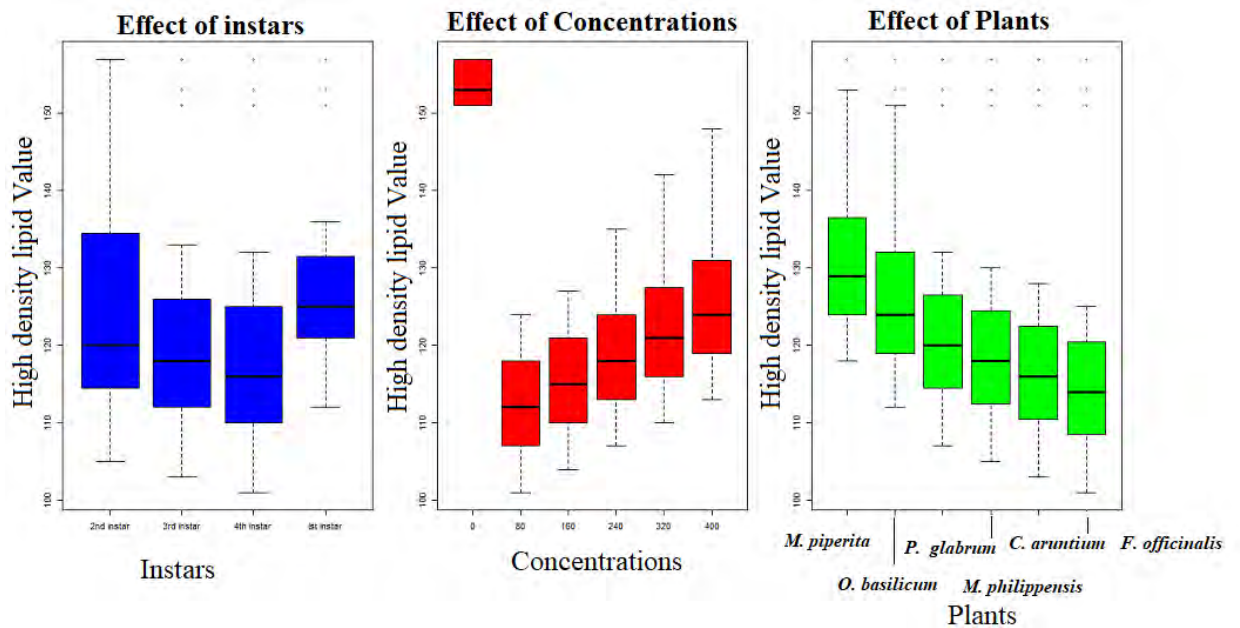 Effect of instars
High density lipid Value
150
140
130
120
110
100
2nd instar 3rd instar 4th instar Ist instar
Instars
Effect of Concentrations
High density lipid Value
150
140
130
120
110
100
0 80 160 240 320 400
Concentrations
Effect of Plants
High density lipid Value
150
140
130
120
110
100
M. piperita P. glabrum C. aruntium F. officinalis
O. basilicum M. philippensis
Plants